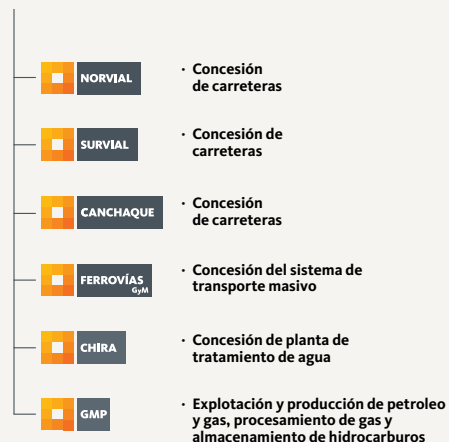 NORVIAL
· Concesión
de carreteras
SURVIAL
· Concesión de
carreteras
CANCHAQUE
· Concesión
de carreteras
FERROVÍAS
GyM
· Concesión del sistema de
transporte masivo
CHIRA
· Concesión de planta de
tratamiento de agua
GMP
· Explotación y producción de petroleo
y gas, procesamiento de gas y
almacenamiento de hidrocarburos